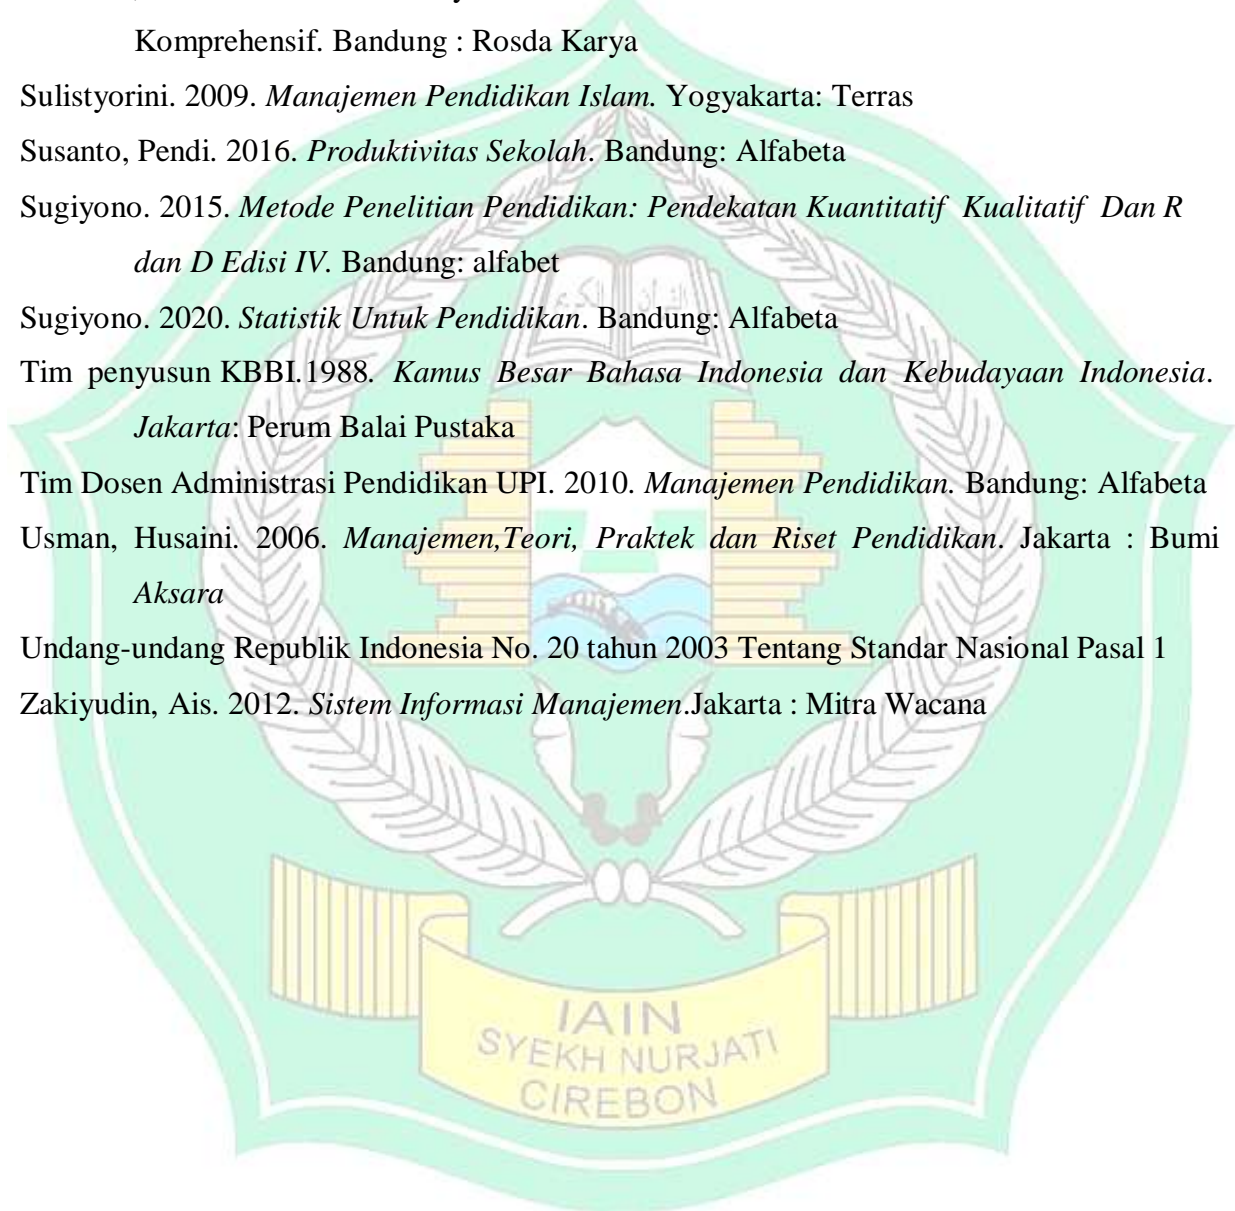 Komprehensif. Bandung : Rosda Karya
Sulistyorini. 2009. Manajemen Pendidikan Islam. Yogyakarta: Terras
Susanto, Pendi. 2016. Produktivitas Sekolah. Bandung: Alfabeta
Sugiyono. 2015. Metode Penelitian Pendidikan: Pendekatan Kuantitatif Kualitatif Dan R
dan D Edisi IV. Bandung: alfabet
Sugiyono. 2020. Statistik Untuk Pendidikan. Bandung: Alfabeta
Tim penyusun KBBI.1988. Kamus Besar Bahasa Indonesia dan Kebudayaan Indonesia.
Jakarta: Perum Balai Pustaka
Tim Dosen Administrasi Pendidikan UPI. 2010. Manajemen Pendidikan. Bandung: Alfabeta
Usman, Husaini. 2006. Manajemen,Teori, Praktek dan Riset Pendidikan. Jakarta : Bumi
Aksara
Undang-undang Republik Indonesia No. 20 tahun 2003 Tentang Standar Nasional Pasal 1
Zakiyudin, Ais. 2012. Sistem Informasi Manajemen.Jakarta : Mitra Wacana
القرآن الكريم
IAIN
SYEKH NURJATI
CIREBON